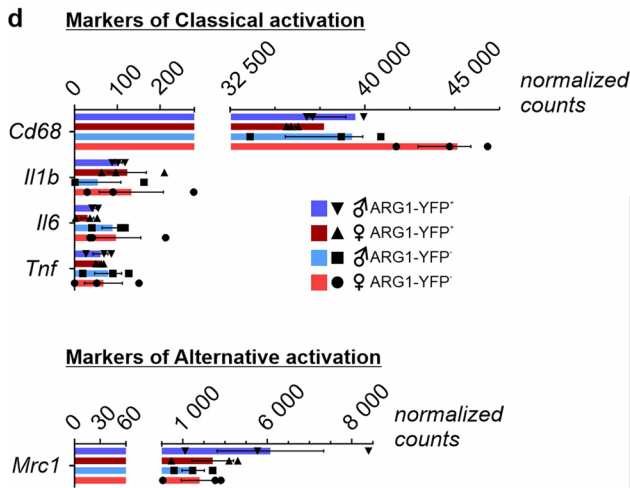 d
Markers of Classical activation
0 100 200 32 500 40 000 45 000 normalized counts
Cd68
Il1b
Il6
Tnf
♂ ARG1-YFP⁺
♀ ARG1-YFP⁺
♂ ARG1-YFP⁻
♀ ARG1-YFP⁻
Markers of Alternative activation
0 30 60 1 000 6 000 8 000 normalized counts
Mrc1